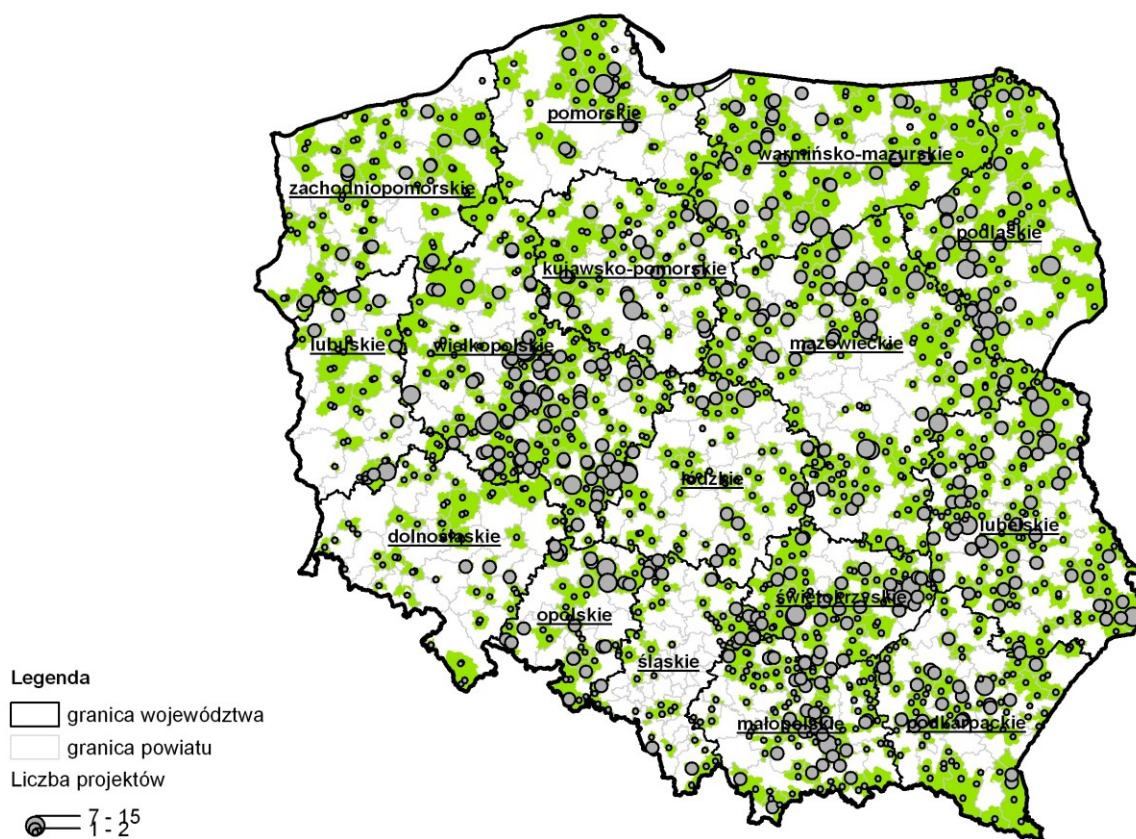 pomorskie
warmińsko-mazurskie
zachodniopomorskie
podlaskie
kujawsko-pomorskie
lubuskie
wielkopolskie
mazowieckie
łódzkie
lubelskie
dolnośląskie
świętokrzyskie
opolskie
śląskie
małopolskie
podkarpackie
Legenda
granica województwa
granica powiatu
Liczba projektów
7 - 15
1 - 2